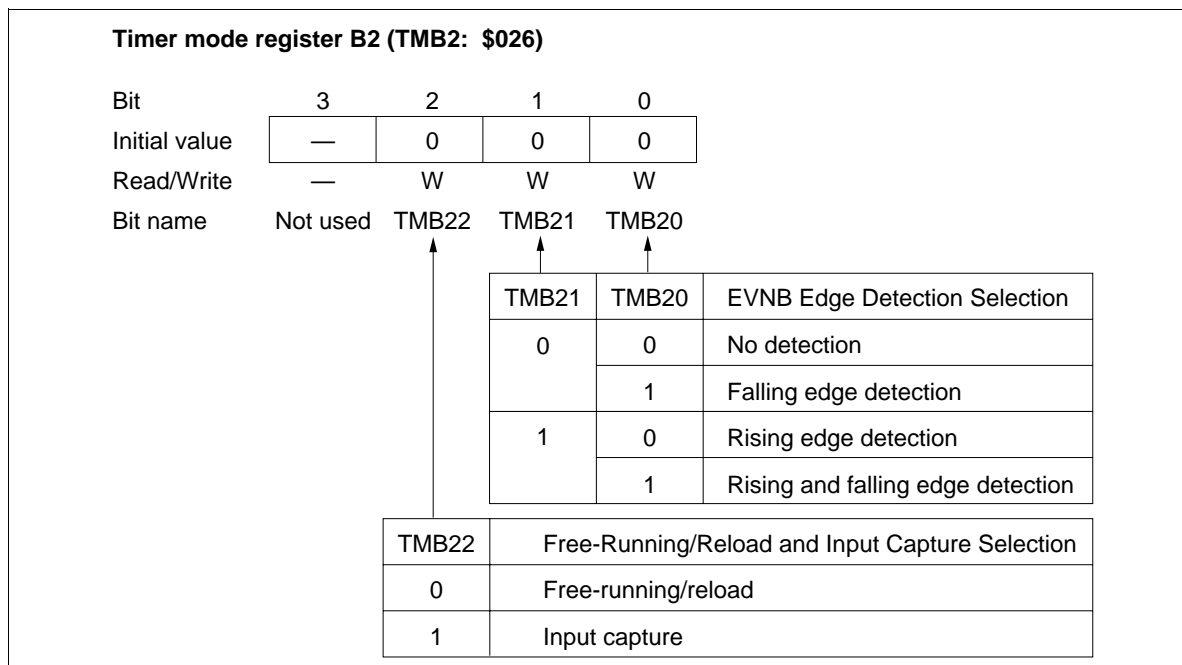 Timer mode register B2 (TMB2: $026)
Bit 3 2 1 0
Initial value — 0 0 0
Read/Write — W W W
Bit name Not used TMB22 TMB21 TMB20
TMB21 TMB20 EVNB Edge Detection Selection
0 0 No detection
1 Falling edge detection
1 0 Rising edge detection
1 Rising and falling edge detection
TMB22 Free-Running/Reload and Input Capture Selection
0 Free-running/reload
1 Input capture